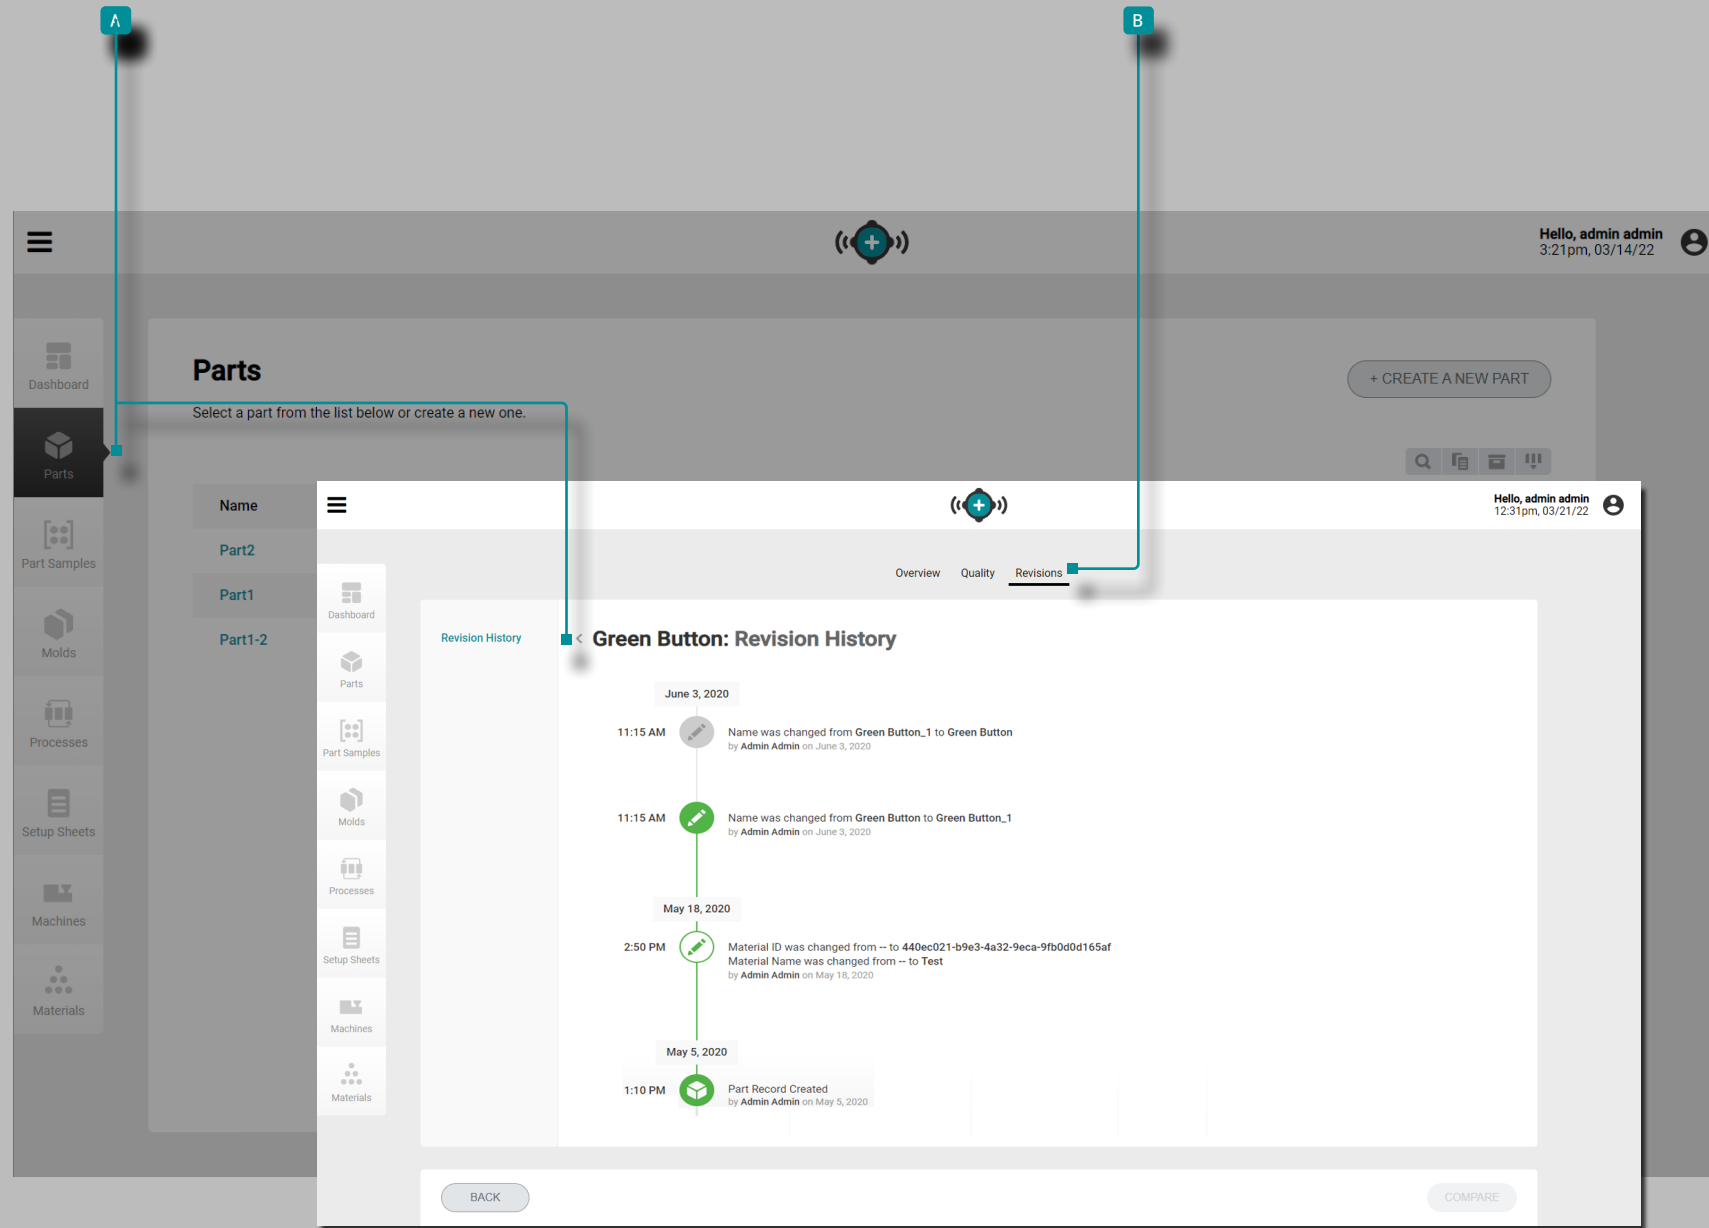 A
B
Hello, admin admin
3:21pm, 03/14/22
Dashboard
Parts
Part Samples
Molds
Processes
Setup Sheets
Machines
Materials
Parts
Select a part from the list below or create a new one.
+ CREATE A NEW PART
Name
Part2
Part1
Part1-2
Hello, admin admin
12:31pm, 03/21/22
Overview Quality Revisions
Dashboard
Parts
Part Samples
Molds
Processes
Setup Sheets
Machines
Materials
Revision History
< Green Button: Revision History
June 3, 2020
11:15 AM
Name was changed from Green Button_1 to Green Button
by Admin Admin on June 3, 2020
11:15 AM
Name was changed from Green Button to Green Button_1
by Admin Admin on June 3, 2020
May 18, 2020
2:50 PM
Material ID was changed from -- to 440ec021-b9e3-4a32-9eca-9fb0d0d165af
Material Name was changed from -- to Test
by Admin Admin on May 18, 2020
May 5, 2020
1:10 PM
Part Record Created
by Admin Admin on May 5, 2020
BACK
COMPARE